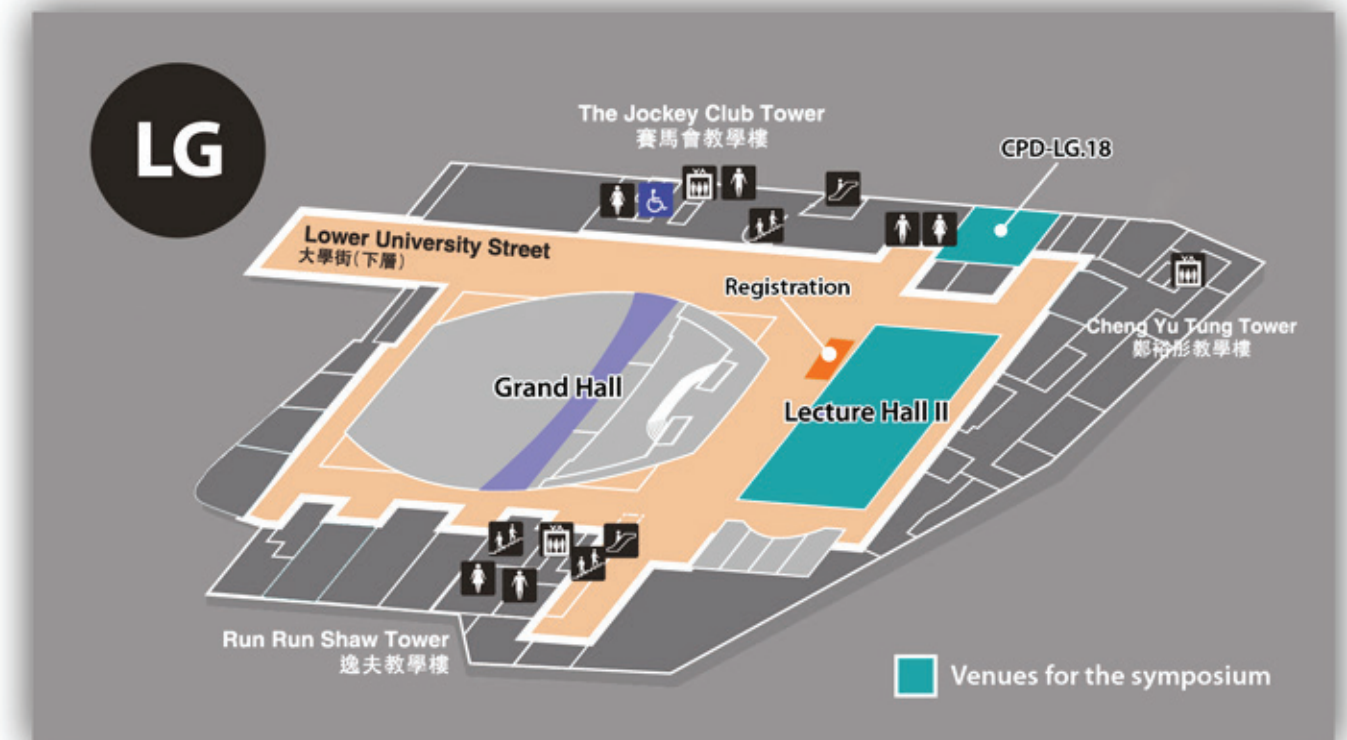 LG
The Jockey Club Tower
賽馬會教學樓
CPD-LG.18
Lower University Street
大學街(下層)
Registration
Cheng Yu Tung Tower
鄭裕彤教學樓
Grand Hall
Lecture Hall II
Run Run Shaw Tower
逸夫教學樓
Venues for the symposium